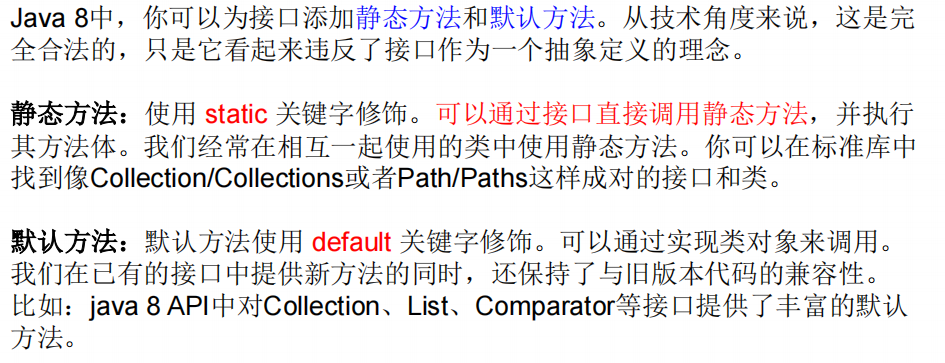 Java 8中，你可以为接口添加静态方法和默认方法。从技术角度来说，这是完
全合法的，只是它看起来违反了接口作为一个抽象定义的理念。
静态方法：使用 static 关键字修饰。可以通过接口直接调用静态方法，并执行
其方法体。我们经常在相互一起使用的类中使用静态方法。你可以在标准库中
找到像Collection/Collections或者Path/Paths这样成对的接口和类。
默认方法：默认方法使用 default 关键字修饰。可以通过实现类对象来调用。
我们在已有的接口中提供新方法的同时，还保持了与旧版本代码的兼容性。
比如：java 8 API中对Collection、List、Comparator等接口提供了丰富的默认
方法。